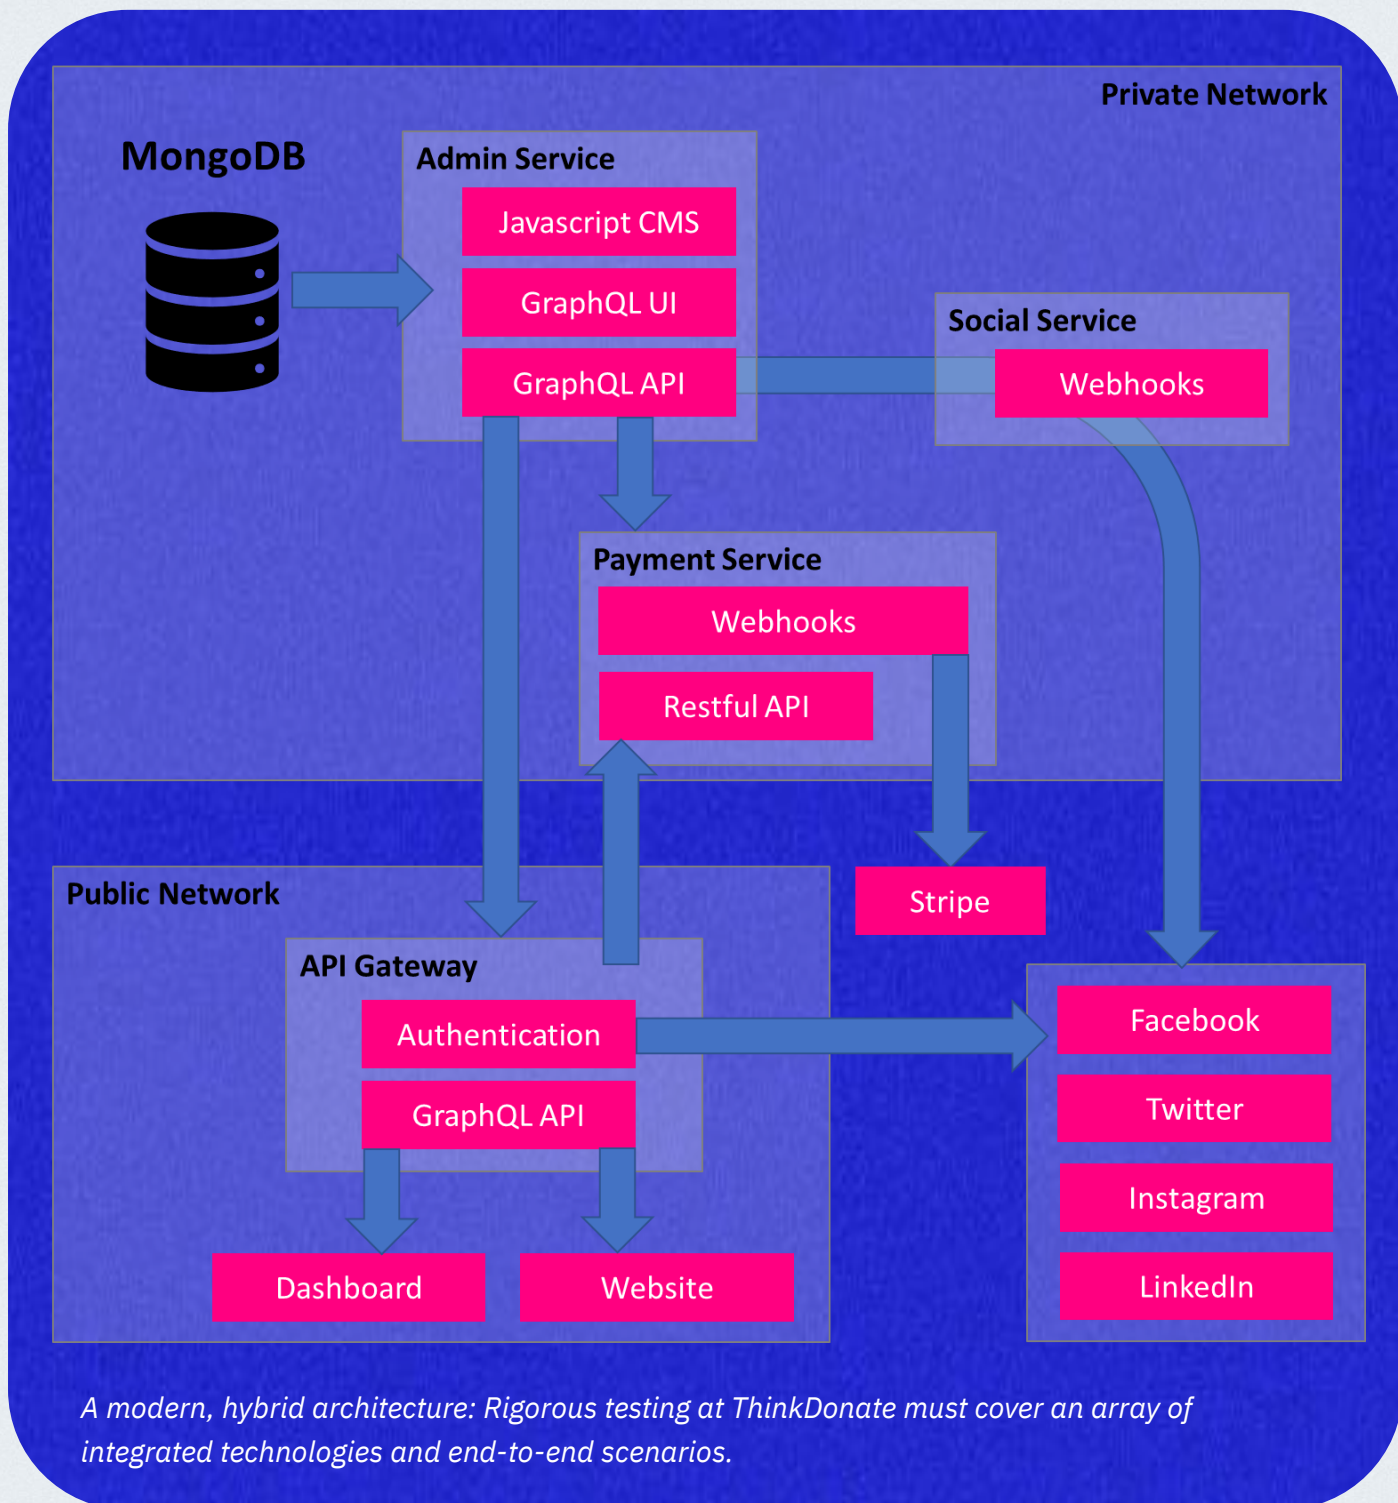 Private Network
MongoDB
Admin Service
Javascript CMS
GraphQL UI
GraphQL API
Social Service
Webhooks
Payment Service
Webhooks
Restful API
Public Network
Stripe
API Gateway
Authentication
GraphQL API
Dashboard
Website
Facebook
Twitter
Instagram
LinkedIn
A modern, hybrid architecture: Rigorous testing at ThinkDonate must cover an array of
integrated technologies and end-to-end scenarios.